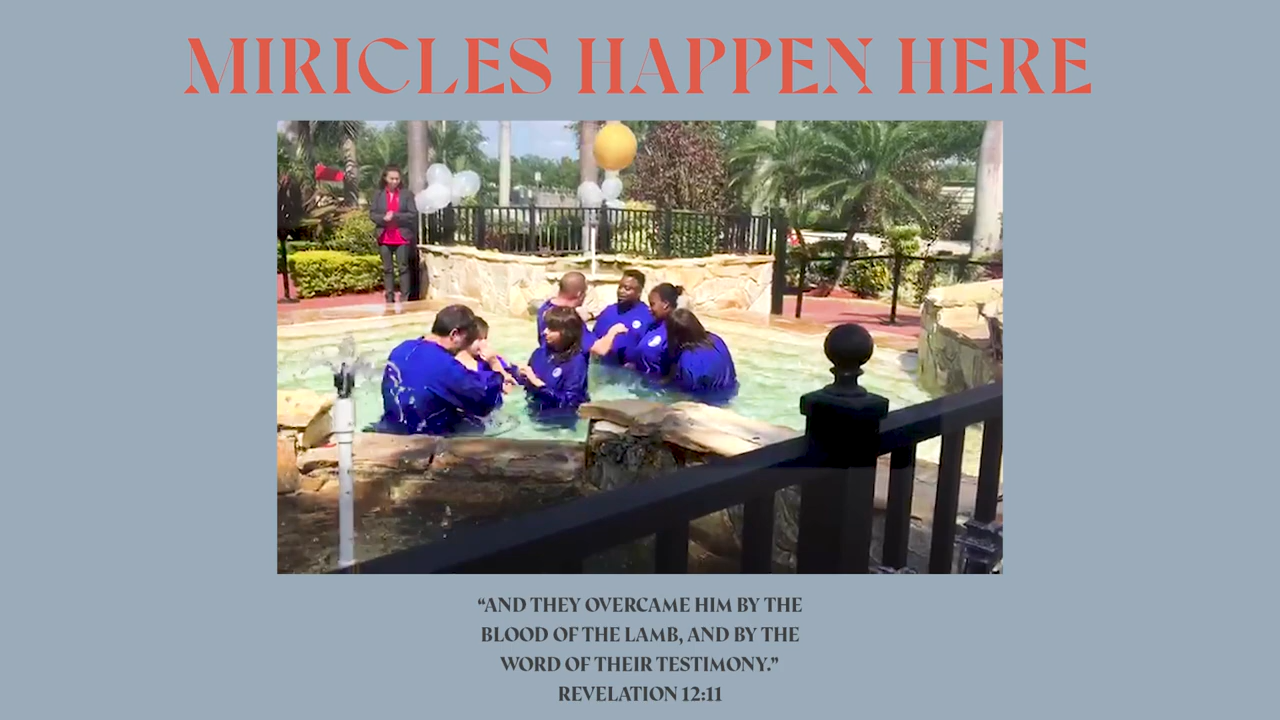 MIRICLES HAPPEN HERE
“AND THEY OVERCAME HIM BY THE
BLOOD OF THE LAMB, AND BY THE
WORD OF THEIR TESTIMONY.”
REVELATION 12:11